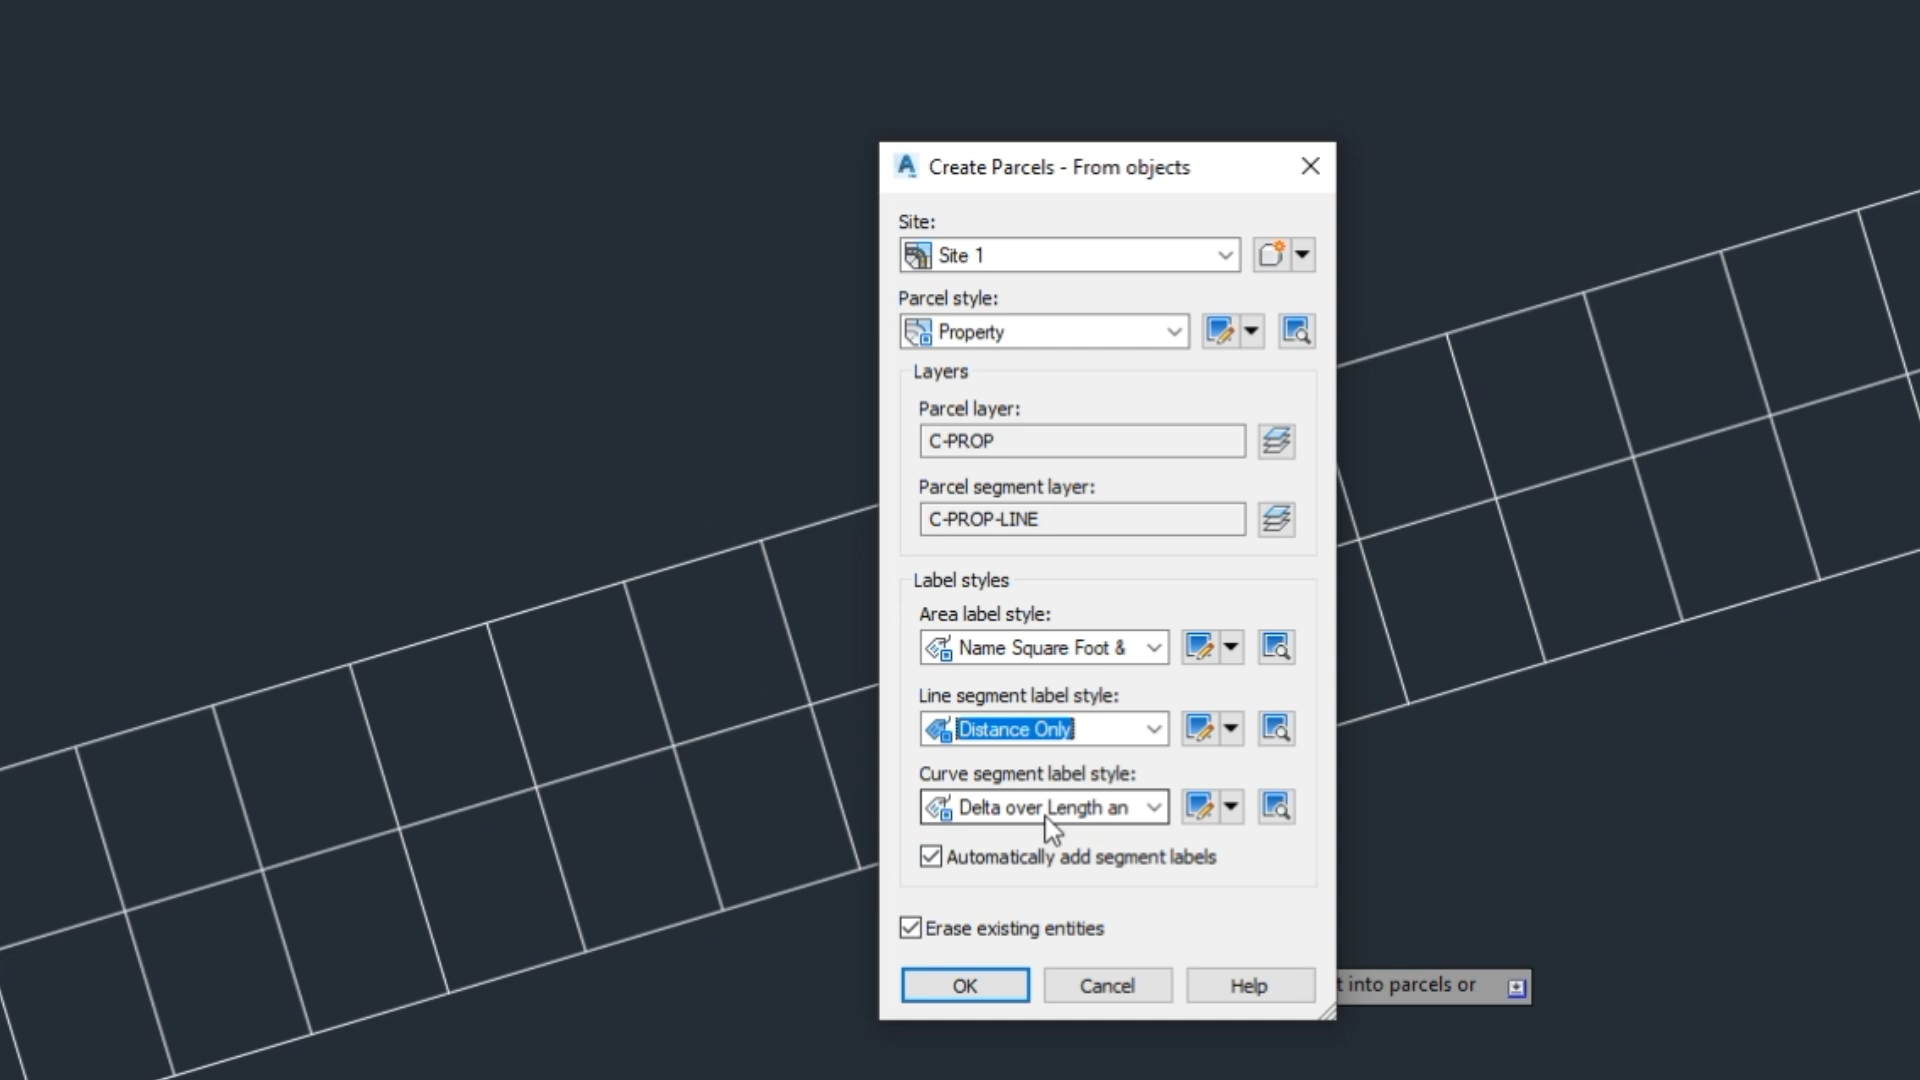 Create Parcels - From objects
Site:
Site 1
Parcel style:
Property
Layers
Parcel layer:
C-PROP
Parcel segment layer:
C-PROP-LINE
Label styles
Area label style:
Name Square Foot &
Line segment label style:
Distance Only
Curve segment label style:
Delta over Length an
Automatically add segment labels
Erase existing entities
OK Cancel Help
t into parcels or